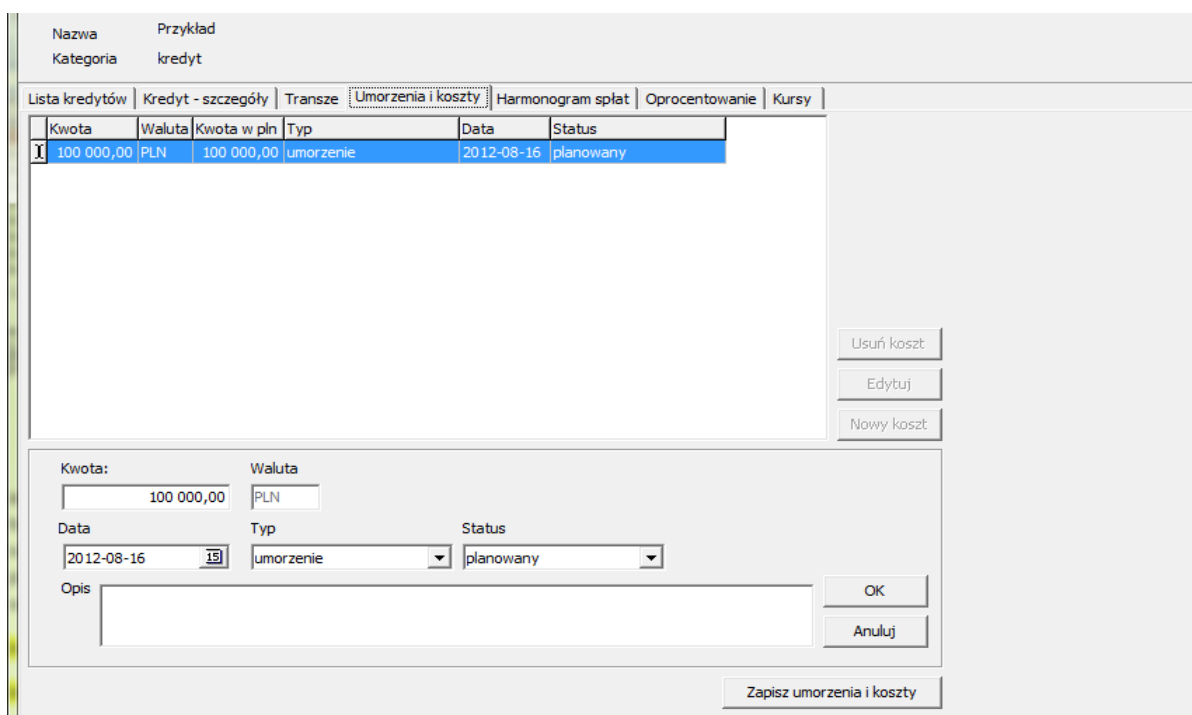 Nazwa Przykład
Kategoria kredyt
Lista kredytów Kredyt - szczegóły Transze Umorzenia i koszty Harmonogram spłat Oprocentowanie Kursy
Kwota Waluta Kwota w pln Typ Data Status
100 000,00 PLN 100 000,00 umorzenie 2012-08-16 planowany
Usuń koszt
Edytuj
Nowy koszt
Kwota: Waluta
100 000,00 PLN
Data Typ Status
2012-08-16 15 umorzenie planowany
Opis OK
Anuluj
Zapisz umorzenia i koszty